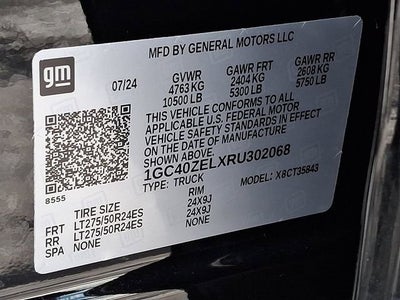 gm
MFD BY GENERAL MOTORS LLC
07/24
GVWR GAWR FRT GAWR RR
4763 KG 2404 KG 2608 KG
10500 LB 5300 LB 5750 LB
THIS VEHICLE CONFORMS TO ALL
APPLICABLE U.S. FEDERAL MOTOR
VEHICLE SAFETY STANDARDS IN EFFECT
ON THE DATE OF MANUFACTURE
SHOWN ABOVE
1GC40ZELXRU302068
TYPE: TRUCK MODEL: X8CT35843
8555
TIRE SIZE RIM
FRT LT275/50R24ES 24X9J
RR LT275/50R24ES 24X9J
SPA NONE NONE